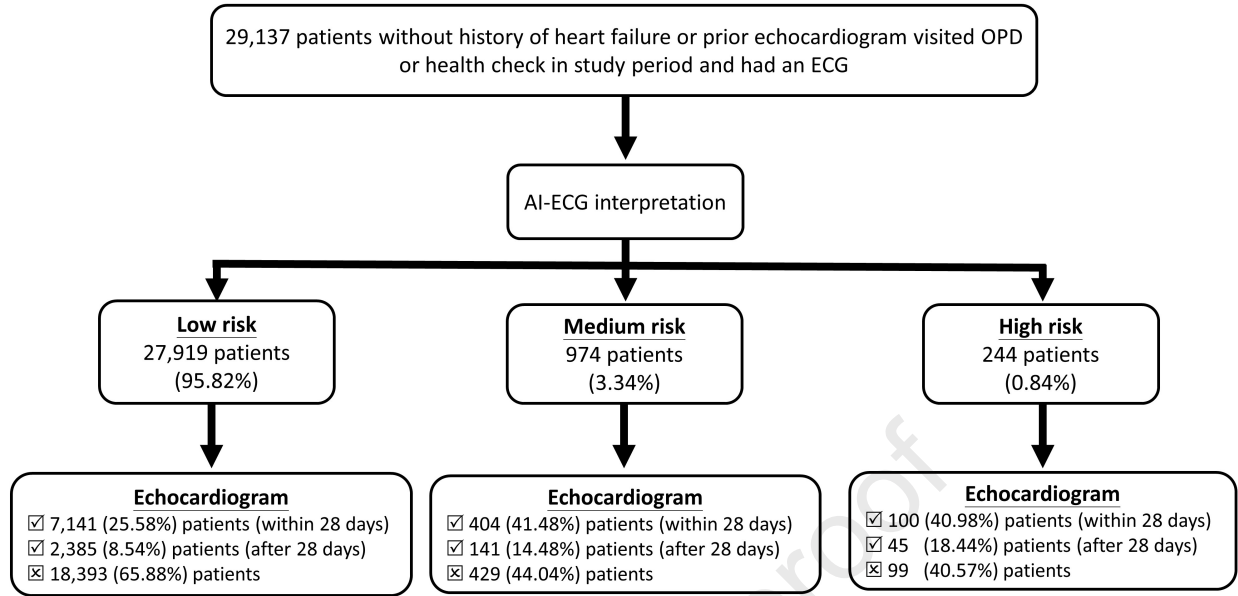 29,137 patients without history of heart failure or prior echocardiogram visited OPD
or health check in study period and had an ECG
AI-ECG interpretation
Low risk
27,919 patients
(95.82%)
Medium risk
974 patients
(3.34%)
High risk
244 patients
(0.84%)
Echocardiogram
☑ 7,141 (25.58%) patients (within 28 days)
☑ 2,385 (8.54%) patients (after 28 days)
☒ 18,393 (65.88%) patients
Echocardiogram
☑ 404 (41.48%) patients (within 28 days)
☑ 141 (14.48%) patients (after 28 days)
☒ 429 (44.04%) patients
Echocardiogram
☑ 100 (40.98%) patients (within 28 days)
☑ 45 (18.44%) patients (after 28 days)
☒ 99 (40.57%) patients
roof